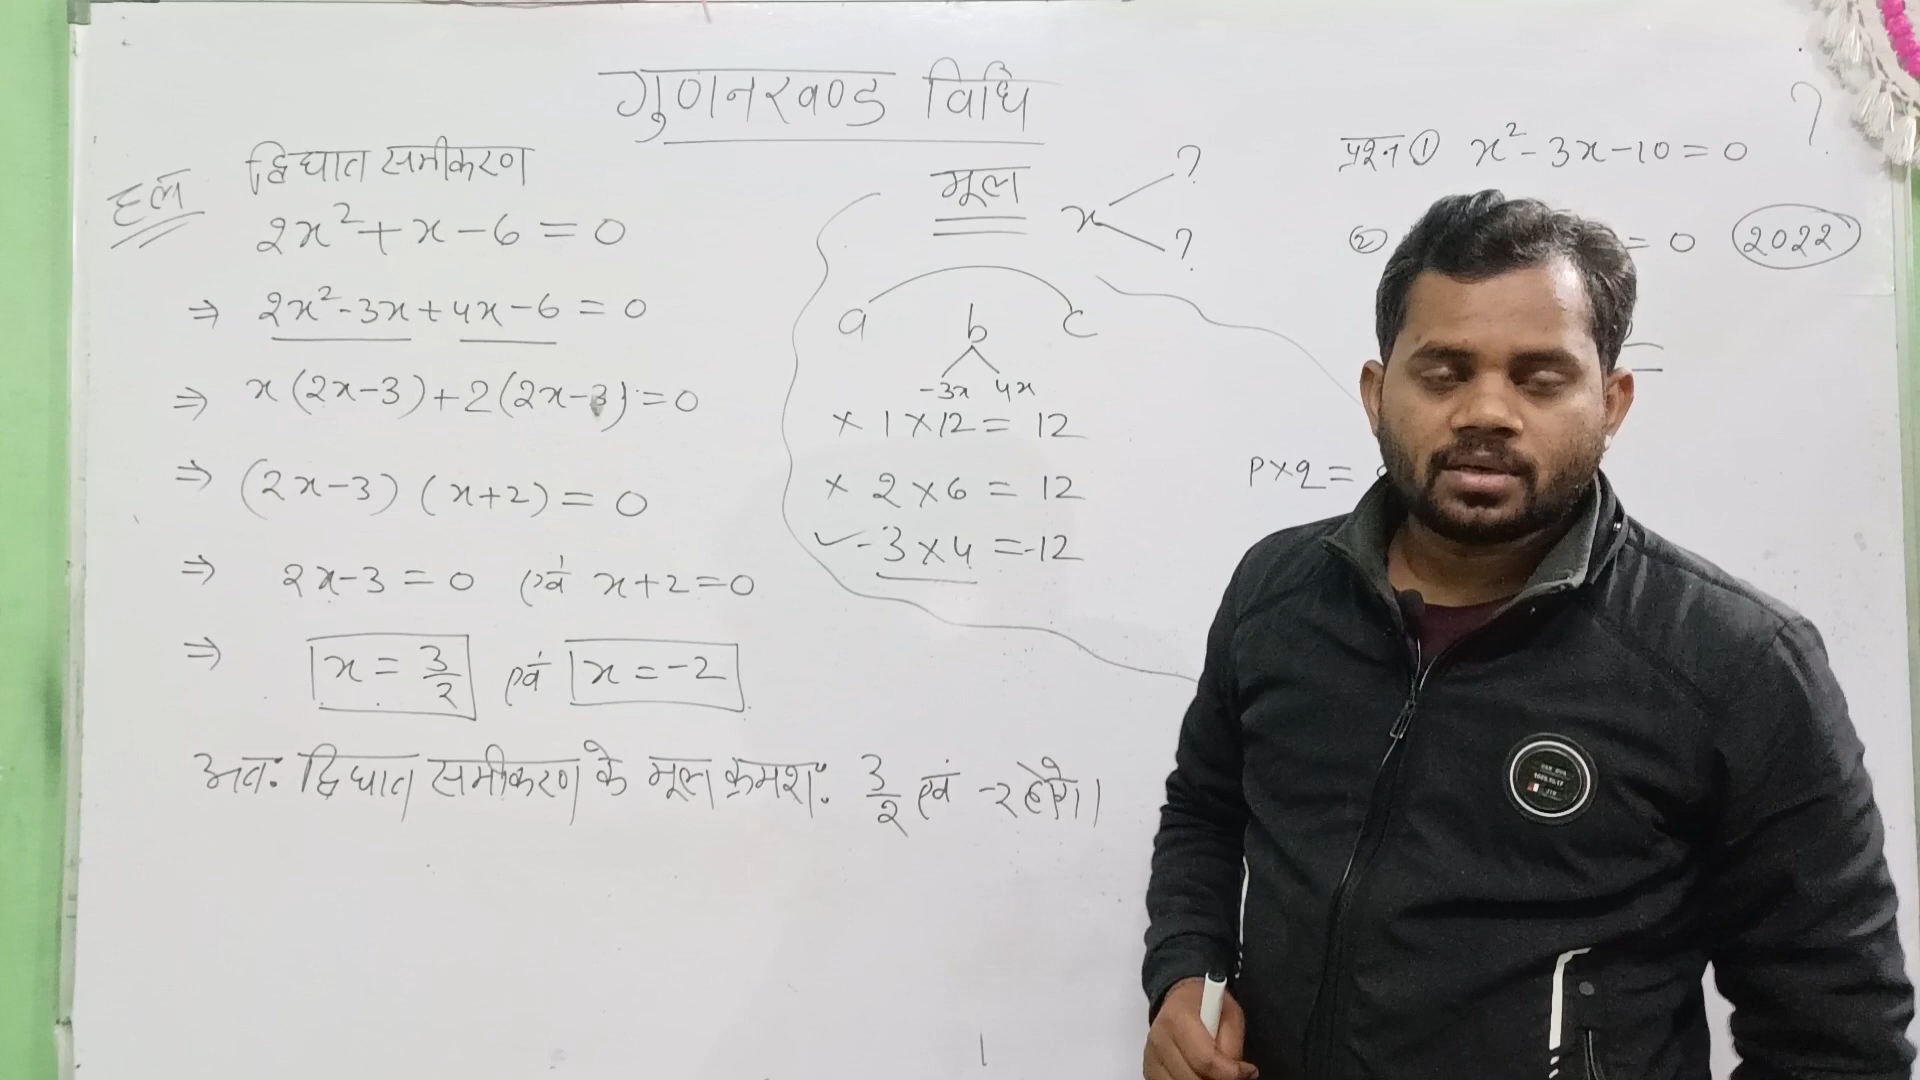 गुणनखण्ड विधि
हल द्विघात समीकरण
2x²+x-6=0
⇒ 2x²-3x+4x-6=0
⇒ x(2x-3)+2(2x-3)=0
⇒ (2x-3) (x+2)=0
⇒ 2x-3=0 एवं x+2=0
⇒ x=3/2 एवं x=-2
अतः द्विघात समीकरण के मूल क्रमशः 3/2 एवं -2 होंगे।
मूल x ? ?
a b c
-3x 4x
× 1×12=12
× 2×6=12
✓ -3×4=-12
प्रश्न ① x²-3x-10=0 ?
② =0 2022
p×q=